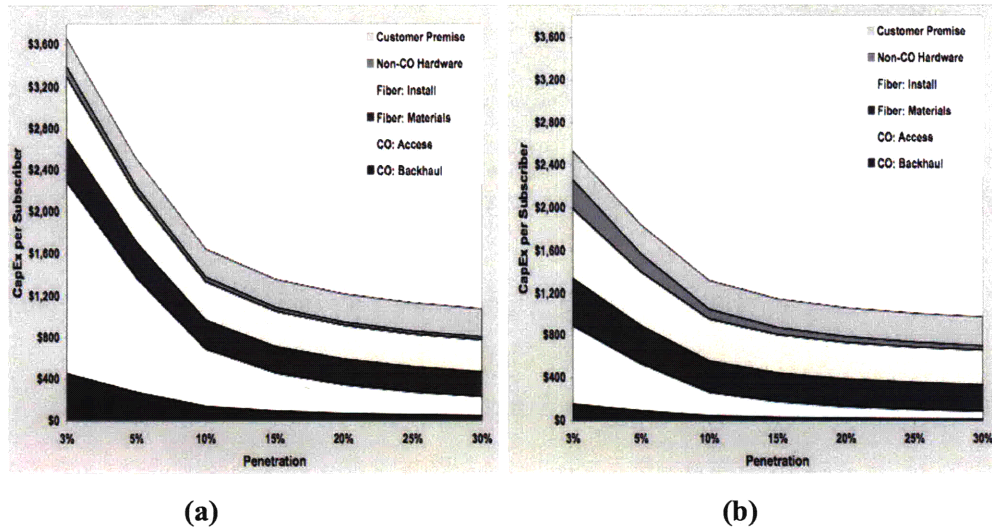 $3,600
$3,200
$2,800
$2,400
$2,000
$1,600
$1,200
$800
$400
$0
CapEx per Subscriber
3% 5% 10% 15% 20% 25% 30%
Penetration
Customer Premise
Non-CO Hardware
Fiber: Install
Fiber: Materials
CO: Access
CO: Backhaul
(a)
$3,600
$3,200
$2,800
$2,400
$2,000
$1,600
$1,200
$800
$400
$0
CapEx per Subscriber
3% 5% 10% 15% 20% 25% 30%
Penetration
Customer Premise
Non-CO Hardware
Fiber: Install
Fiber: Materials
CO: Access
CO: Backhaul
(b)